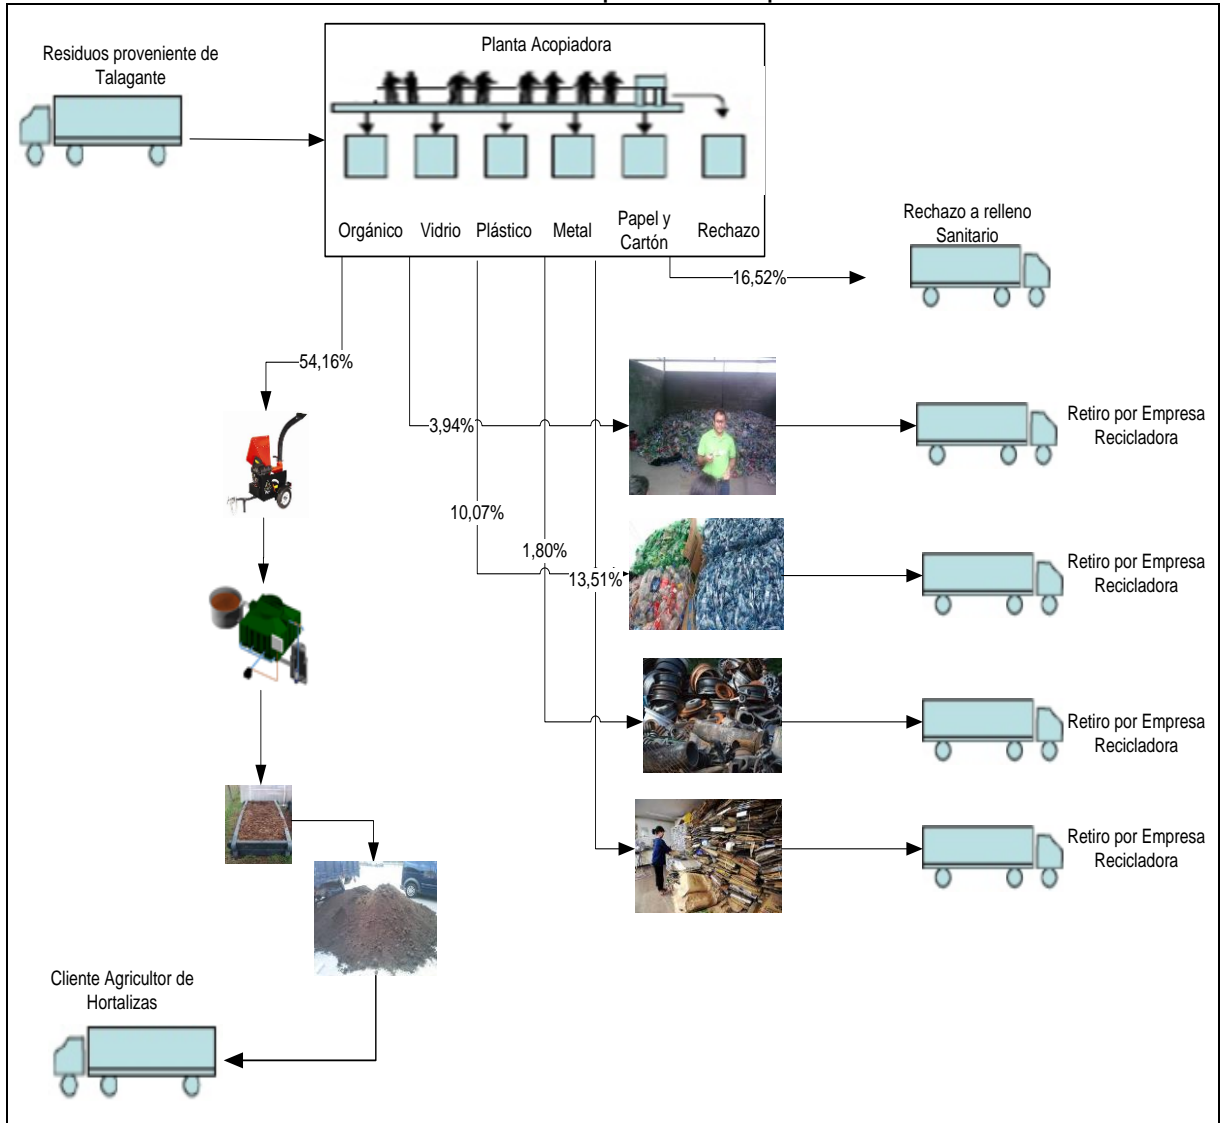 Residuos proveniente de
Talagante
Planta Acopiadora
Orgánico
Vidrio
Plástico
Metal
Papel y
Cartón
Rechazo
Rechazo a relleno
Sanitario
16,52%
54,16%
3,94%
Retiro por Empresa
Recicladora
10,07%
1,80%
13,51%
Retiro por Empresa
Recicladora
Retiro por Empresa
Recicladora
Retiro por Empresa
Recicladora
Cliente Agricultor de
Hortalizas